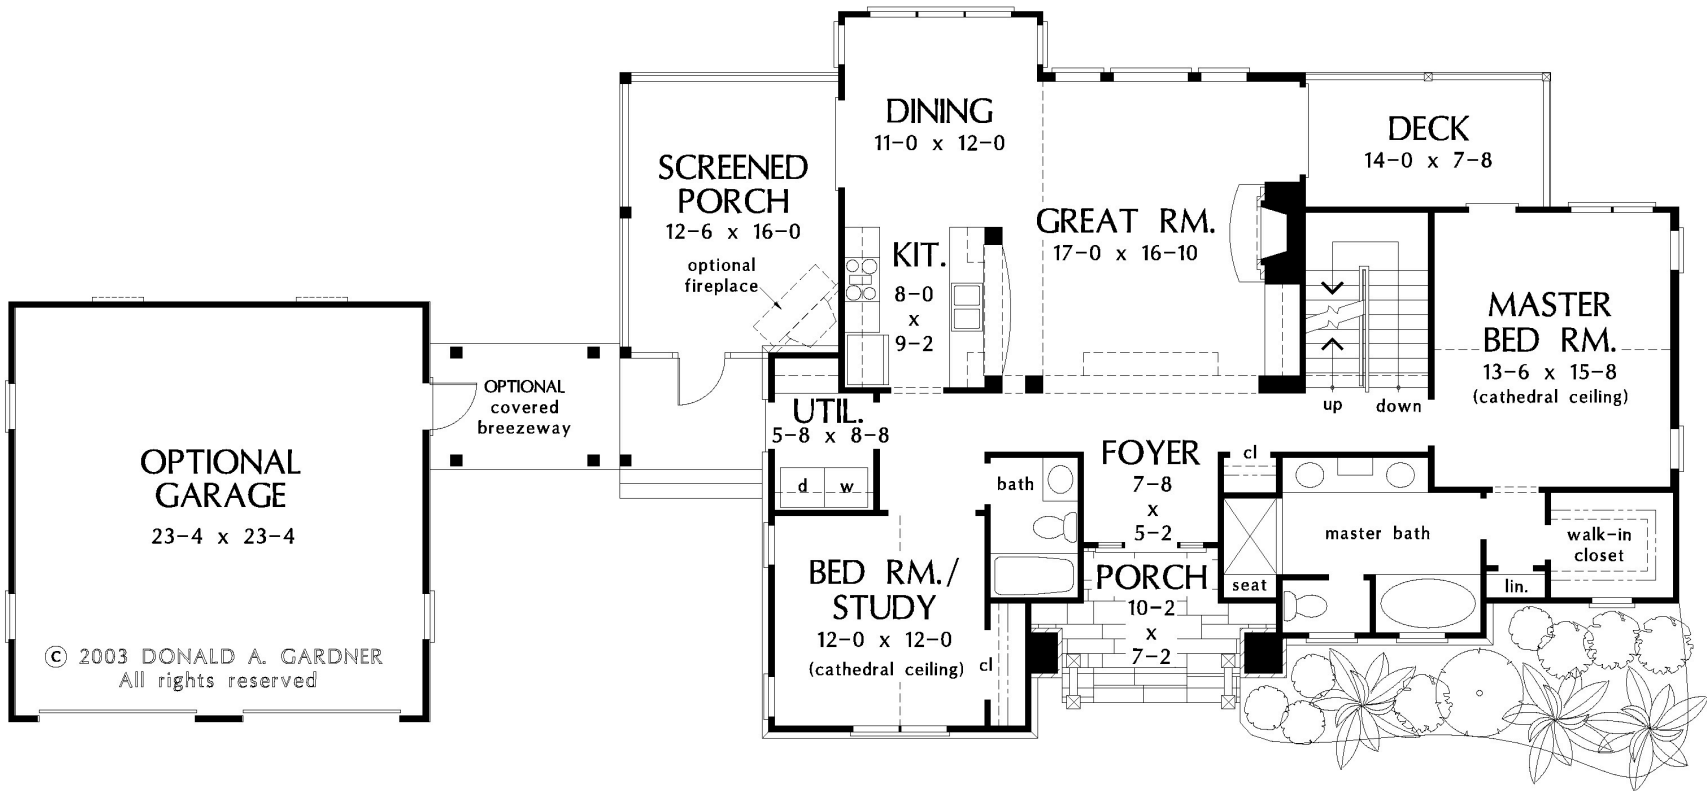 DINING
11-0 x 12-0
DECK
14-0 x 7-8
SCREENED
PORCH
12-6 x 16-0
optional
fireplace
GREAT RM.
17-0 x 16-10
KIT.
8-0
x
9-2
MASTER
BED RM.
13-6 x 15-8
(cathedral ceiling)
up
down
OPTIONAL
covered
breezeway
UTIL.
5-8 x 8-8
d
w
OPTIONAL
GARAGE
23-4 x 23-4
bath
FOYER
7-8
x
5-2
cl
master bath
walk-in
closet
seat
lin.
BED RM./
STUDY
12-0 x 12-0
(cathedral ceiling)
cl
PORCH
10-2
x
7-2
© 2003 DONALD A. GARDNER
All rights reserved